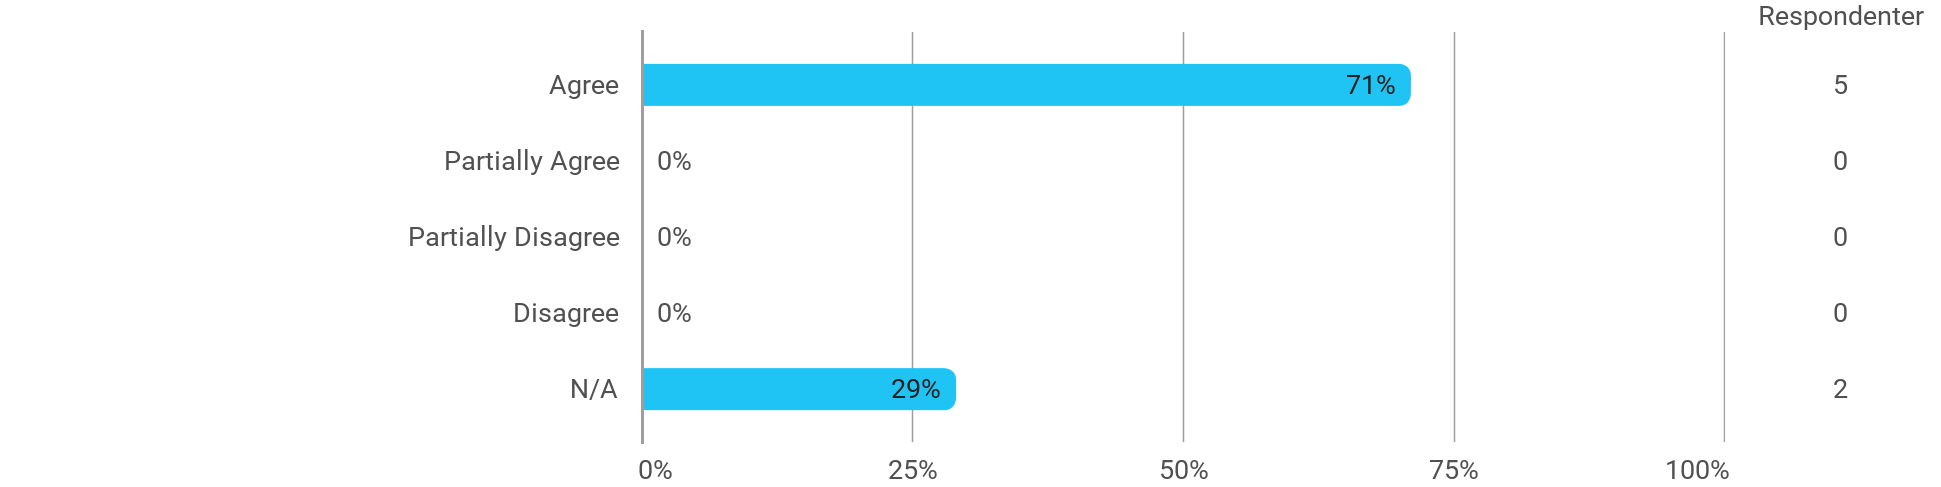 Respondenter
Agree 71% 5
Partially Agree 0% 0
Partially Disagree 0% 0
Disagree 0% 0
N/A 29% 2
0% 25% 50% 75% 100%